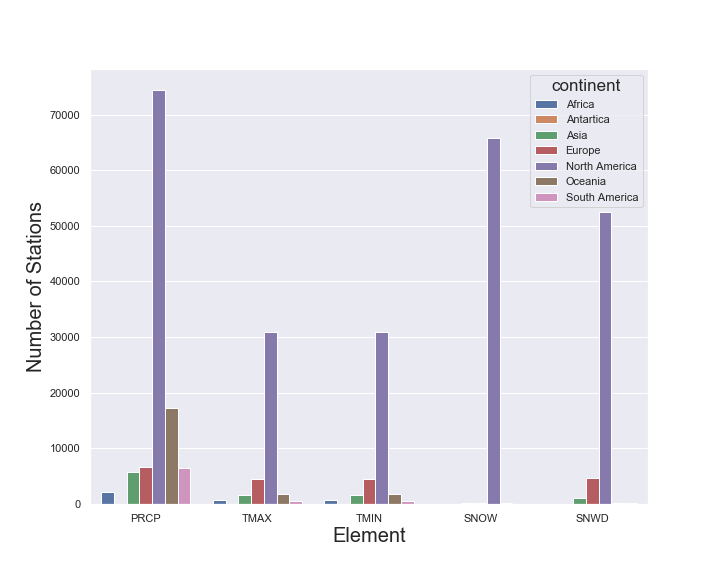 continent
Africa
Antartica
Asia
Europe
North America
Oceania
South America
70000
60000
50000
40000
30000
20000
10000
0
Number of Stations
PRCP TMAX TMIN SNOW SNWD
Element